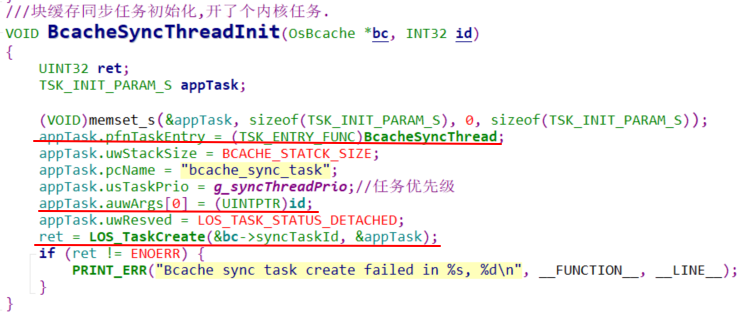 ///块缓存同步任务初始化,开了个内核任务.
VOID BcacheSyncThreadInit(OsBcache *bc, INT32 id)
{
    UINT32 ret;
    TSK_INIT_PARAM_S appTask;

    (VOID)memset_s(&appTask, sizeof(TSK_INIT_PARAM_S), 0, sizeof(TSK_INIT_PARAM_S));
    appTask.pfnTaskEntry = (TSK_ENTRY_FUNC)BcacheSyncThread;
    appTask.uwStackSize = BCACHE_STATCK_SIZE;
    appTask.pcName = "bcache_sync_task";
    appTask.usTaskPrio = g_syncThreadPrio;//任务优先级
    appTask.auwArgs[0] = (UINTPTR)id;
    appTask.uwResved = LOS_TASK_STATUS_DETACHED;
    ret = LOS_TaskCreate(&bc->syncTaskId, &appTask);
    if (ret != ENOERR) {
        PRINT_ERR("Bcache sync task create failed in %s, %d\n", __FUNCTION__, __LINE__);
    }
}